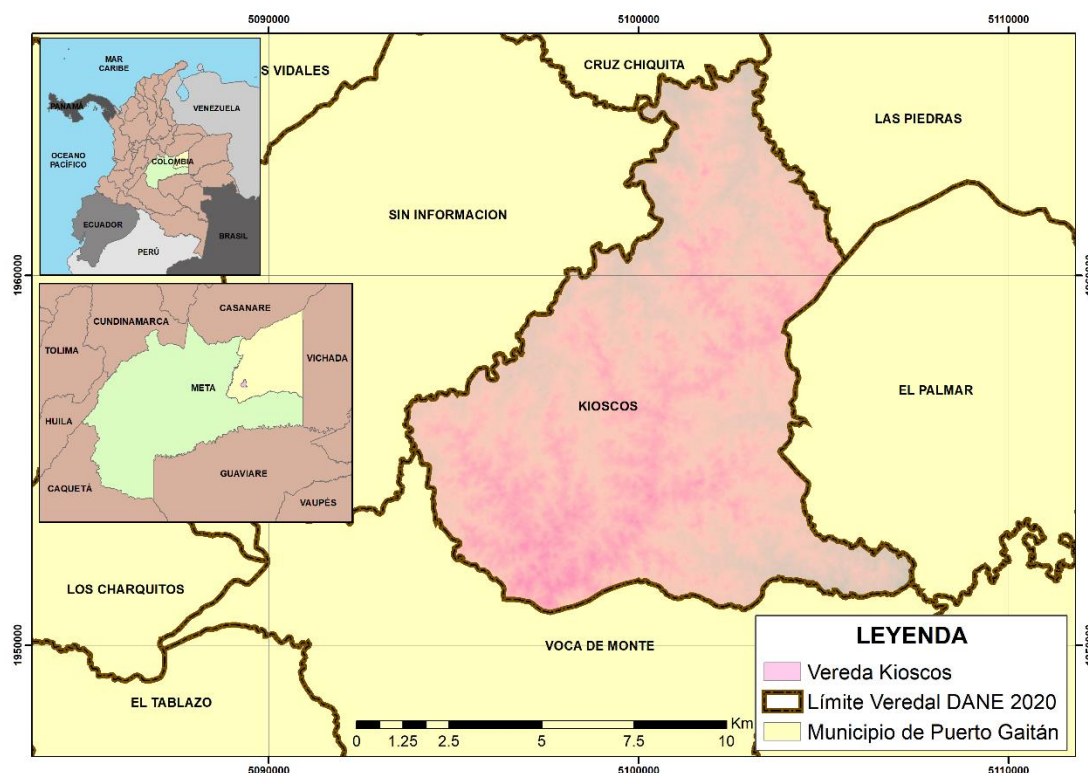 5090000
5100000
5110000
MAR
CARIBE
PANAMÁ
VENEZUELA
OCEANO
PACÍFICO
COLOMBIA
ECUADOR
PERÚ
BRASIL
S VIDALES
CRUZ CHIQUITA
LAS PIEDRAS
SIN INFORMACION
1960000
1960000
CASANARE
CUNDINAMARCA
TOLIMA
VICHADA
META
HUILA
GUAVIARE
CAQUETÁ
VAUPÉS
KIOSCOS
EL PALMAR
LOS CHARQUITOS
VOCA DE MONTE
1950000
1950000
EL TABLAZO
LEYENDA
Vereda Kioscos
Límite Veredal DANE 2020
Municipio de Puerto Gaitán
Km
0 1.25 2.5 5 7.5 10
5090000
5100000
5110000